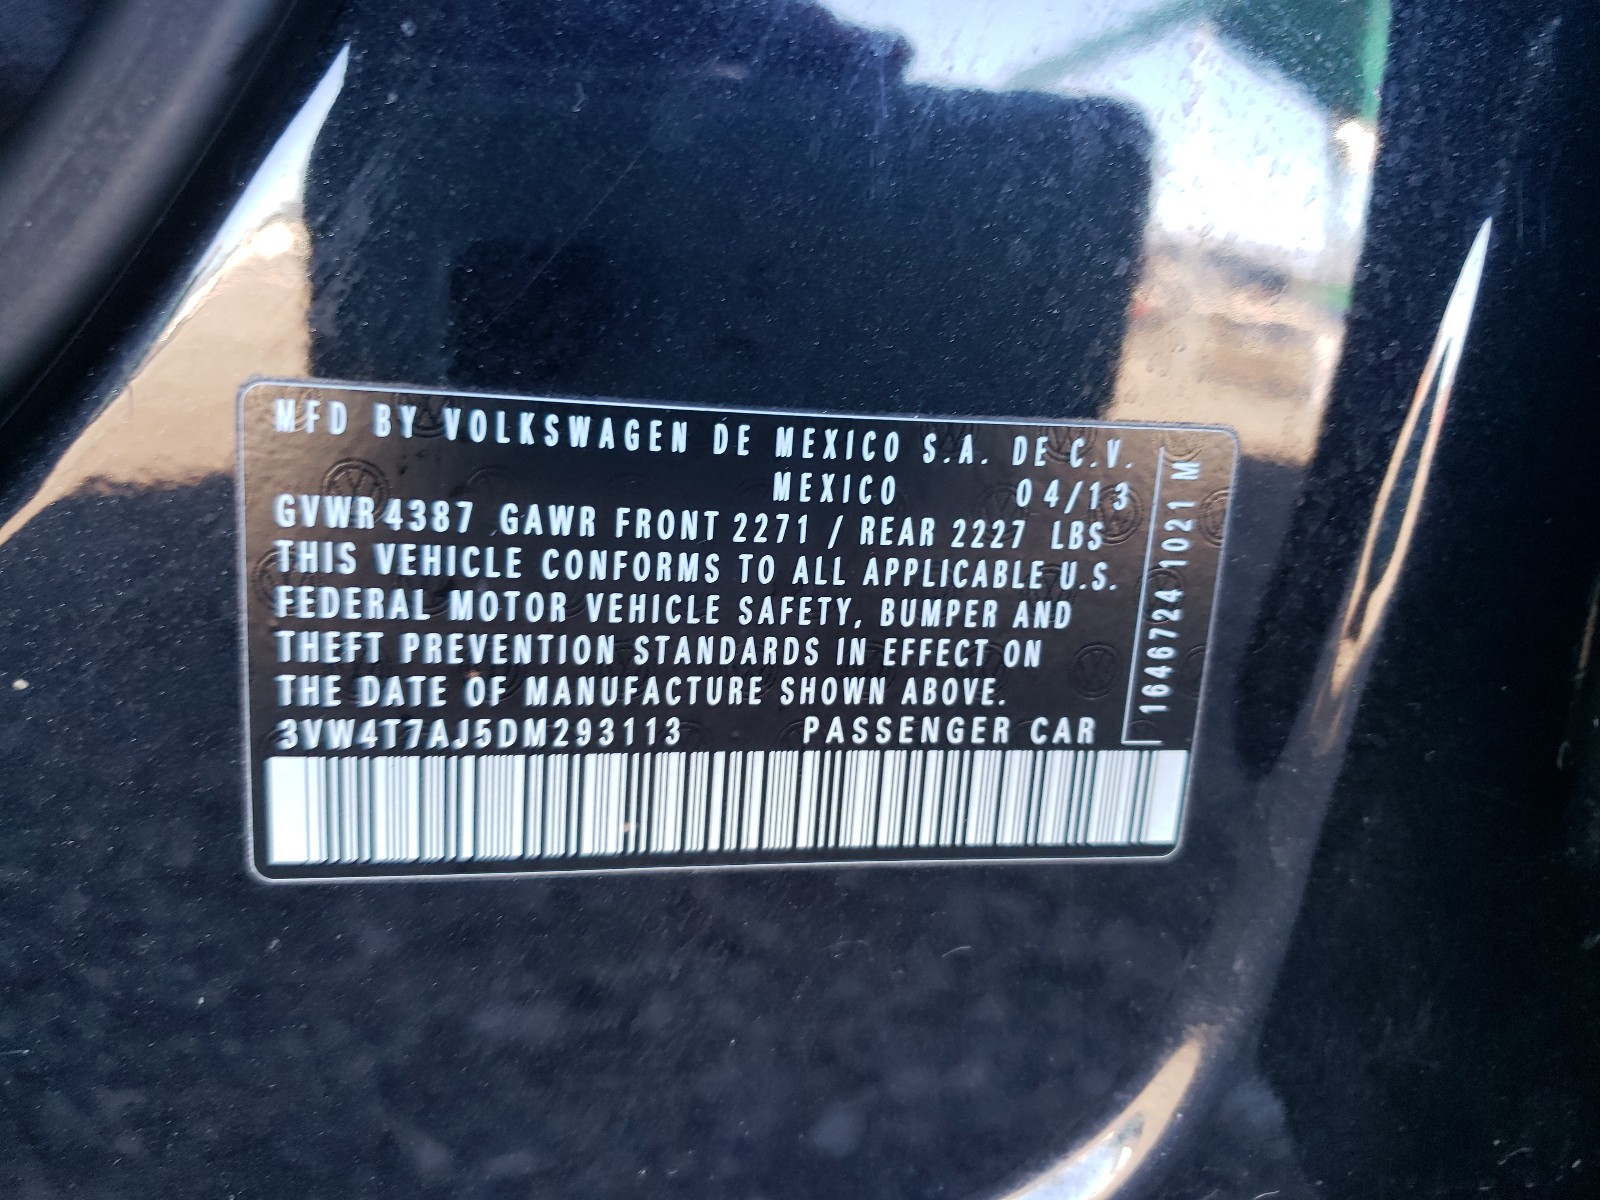 MFD BY VOLKSWAGEN DE MEXICO S.A. DE C.V.
MEXICO 04/13
GVWR 4387 GAWR FRONT 2271 / REAR 2227 LBS
THIS VEHICLE CONFORMS TO ALL APPLICABLE U.S.
FEDERAL MOTOR VEHICLE SAFETY, BUMPER AND
THEFT PREVENTION STANDARDS IN EFFECT ON
THE DATE OF MANUFACTURE SHOWN ABOVE.
3VW4T7AJ5DM293113 PASSENGER CAR
1646724 1021 M